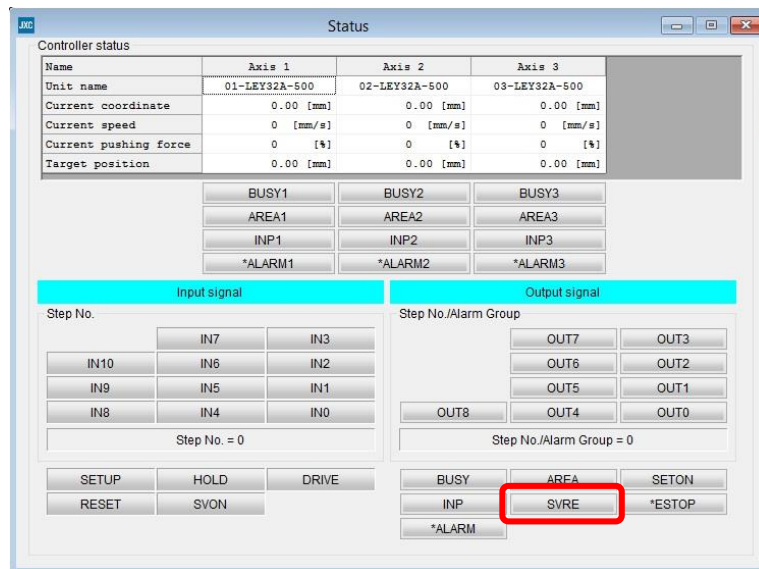 JXC Status
Controller status
Name Axis 1 Axis 2 Axis 3
Unit name 01-LEY32A-500 02-LEY32A-500 03-LEY32A-500
Current coordinate 0.00 [mm] 0.00 [mm] 0.00 [mm]
Current speed 0 [mm/s] 0 [mm/s] 0 [mm/s]
Current pushing force 0 [%] 0 [%] 0 [%]
Target position 0.00 [mm] 0.00 [mm] 0.00 [mm]
BUSY1 BUSY2 BUSY3
AREA1 AREA2 AREA3
INP1 INP2 INP3
*ALARM1 *ALARM2 *ALARM3
Input signal Output signal
Step No. Step No./Alarm Group
IN7 IN3 OUT7 OUT3
IN10 IN6 IN2 OUT6 OUT2
IN9 IN5 IN1 OUT5 OUT1
IN8 IN4 IN0 OUT8 OUT4 OUT0
Step No. = 0 Step No./Alarm Group = 0
SETUP HOLD DRIVE BUSY AREA SETON
RESET SVON INP SVRE *ESTOP
*ALARM